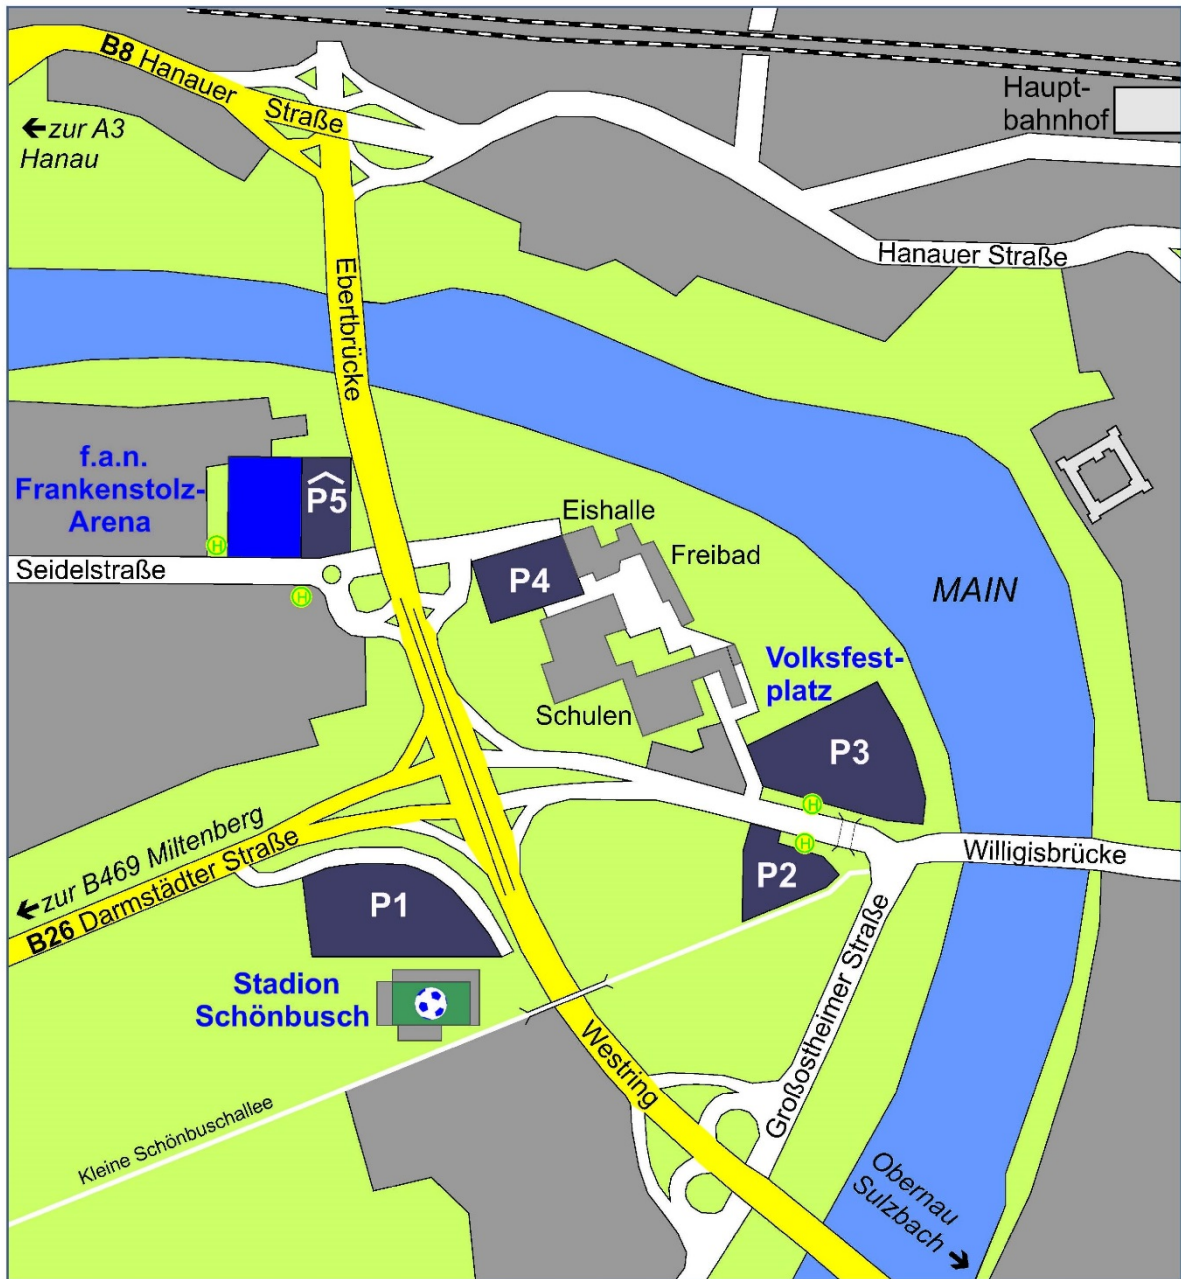 B8 Hanauer Straße
Haupt-
bahnhof
←zur A3
Hanau
Hanauer Straße
Ebertbrücke
f.a.n.
Frankenstolz-
Arena
P5
Eishalle
Freibad
H
Seidelstraße
P4
H
MAIN
Volksfest-
platz
Schulen
P3
H
←zur B469 Miltenberg
B26 Darmstädter Straße
H
Willigisbrücke
P2
P1
Stadion
Schönbusch
Großostheimer Straße
Westring
Kleine Schönbuschallee
Obernau
Sulzbach →